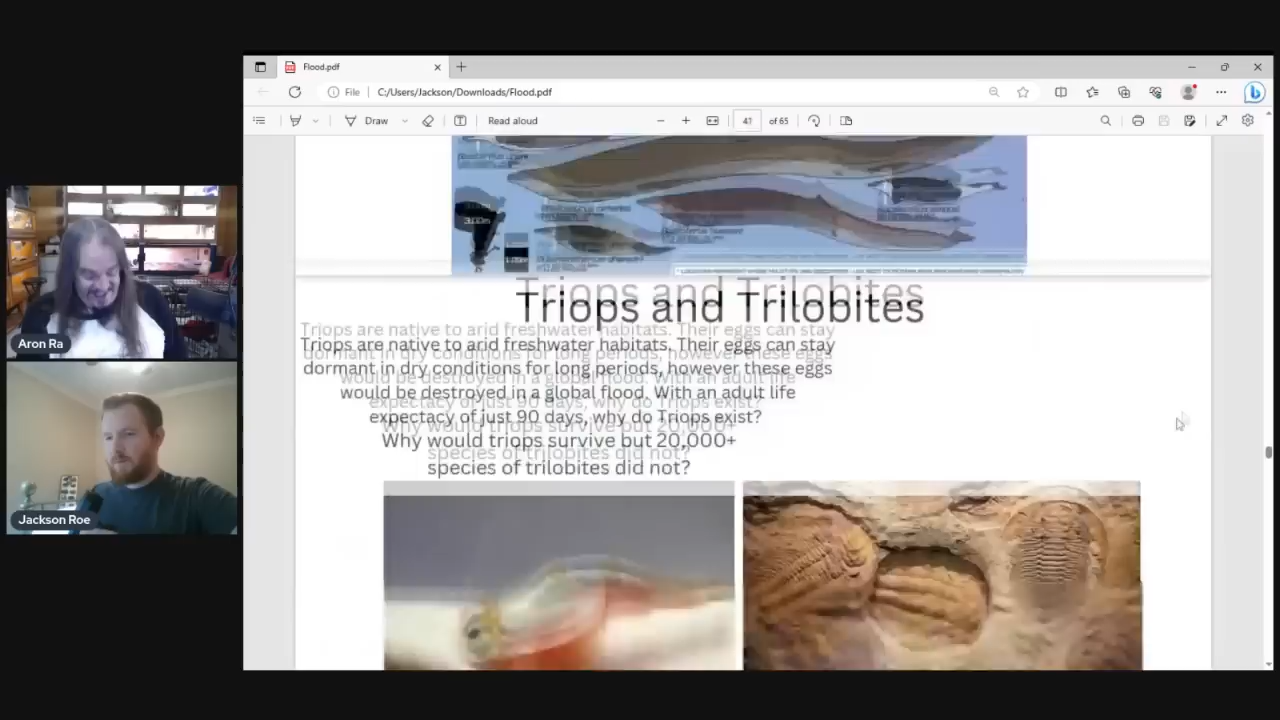 Flood.pdf
File
C:/Users/Jackson/Downloads/Flood.pdf
Draw
Read aloud
of 65
Triops and Trilobites
Triops are native to arid freshwater habitats. Their eggs can stay
dormant in dry conditions for long periods, however these eggs
would be destroyed in a global flood. With an adult life
expectacy of just 90 days, why do Triops exist?
Why would triops survive but 20,000+
species of trilobites did not?
Aron Ra
Jackson Roe